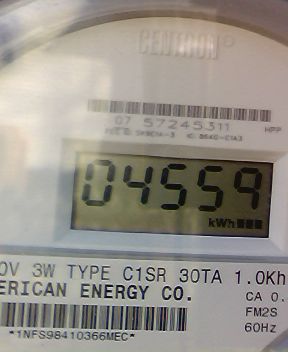 CENTRON
07 57245311
04559
kWh
0V 3W TYPE C1SR 30TA 1.0Kh
ERICAN ENERGY CO. CA 0.
FM2S
*1NFS98410366MEC* 60Hz